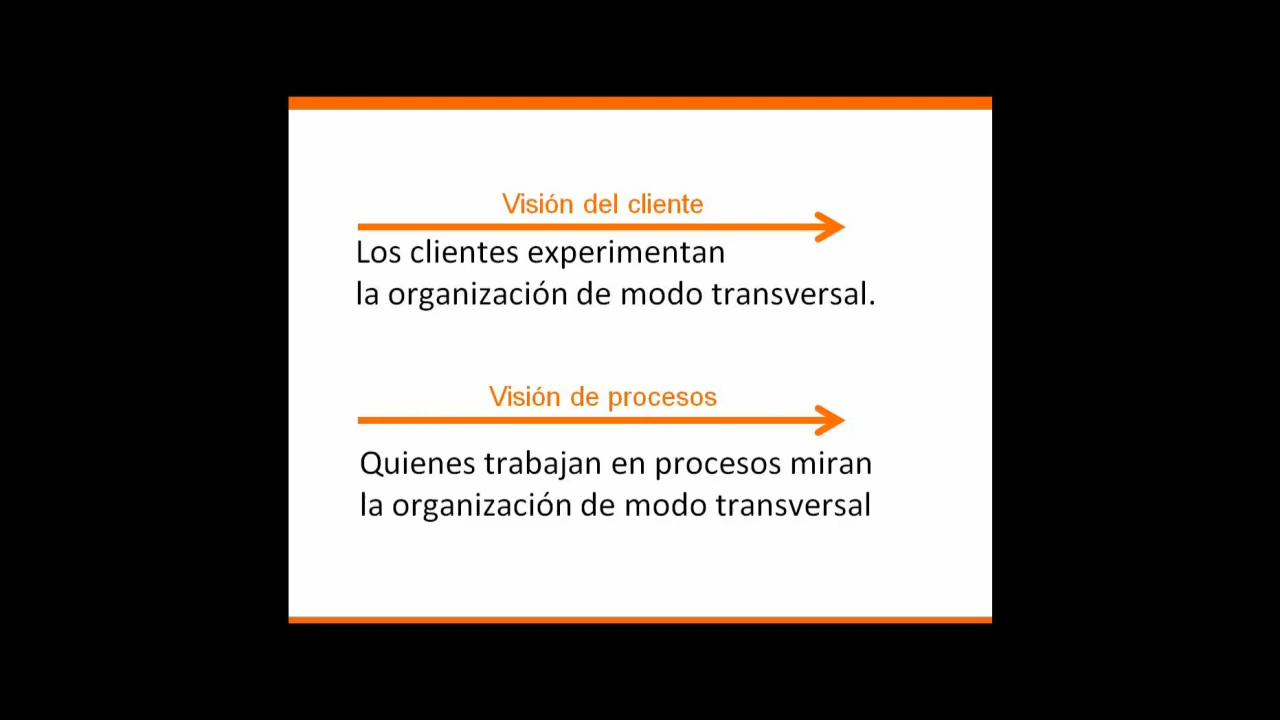 Visión del cliente
Los clientes experimentan
la organización de modo transversal.
Visión de procesos
Quienes trabajan en procesos miran
la organización de modo transversal